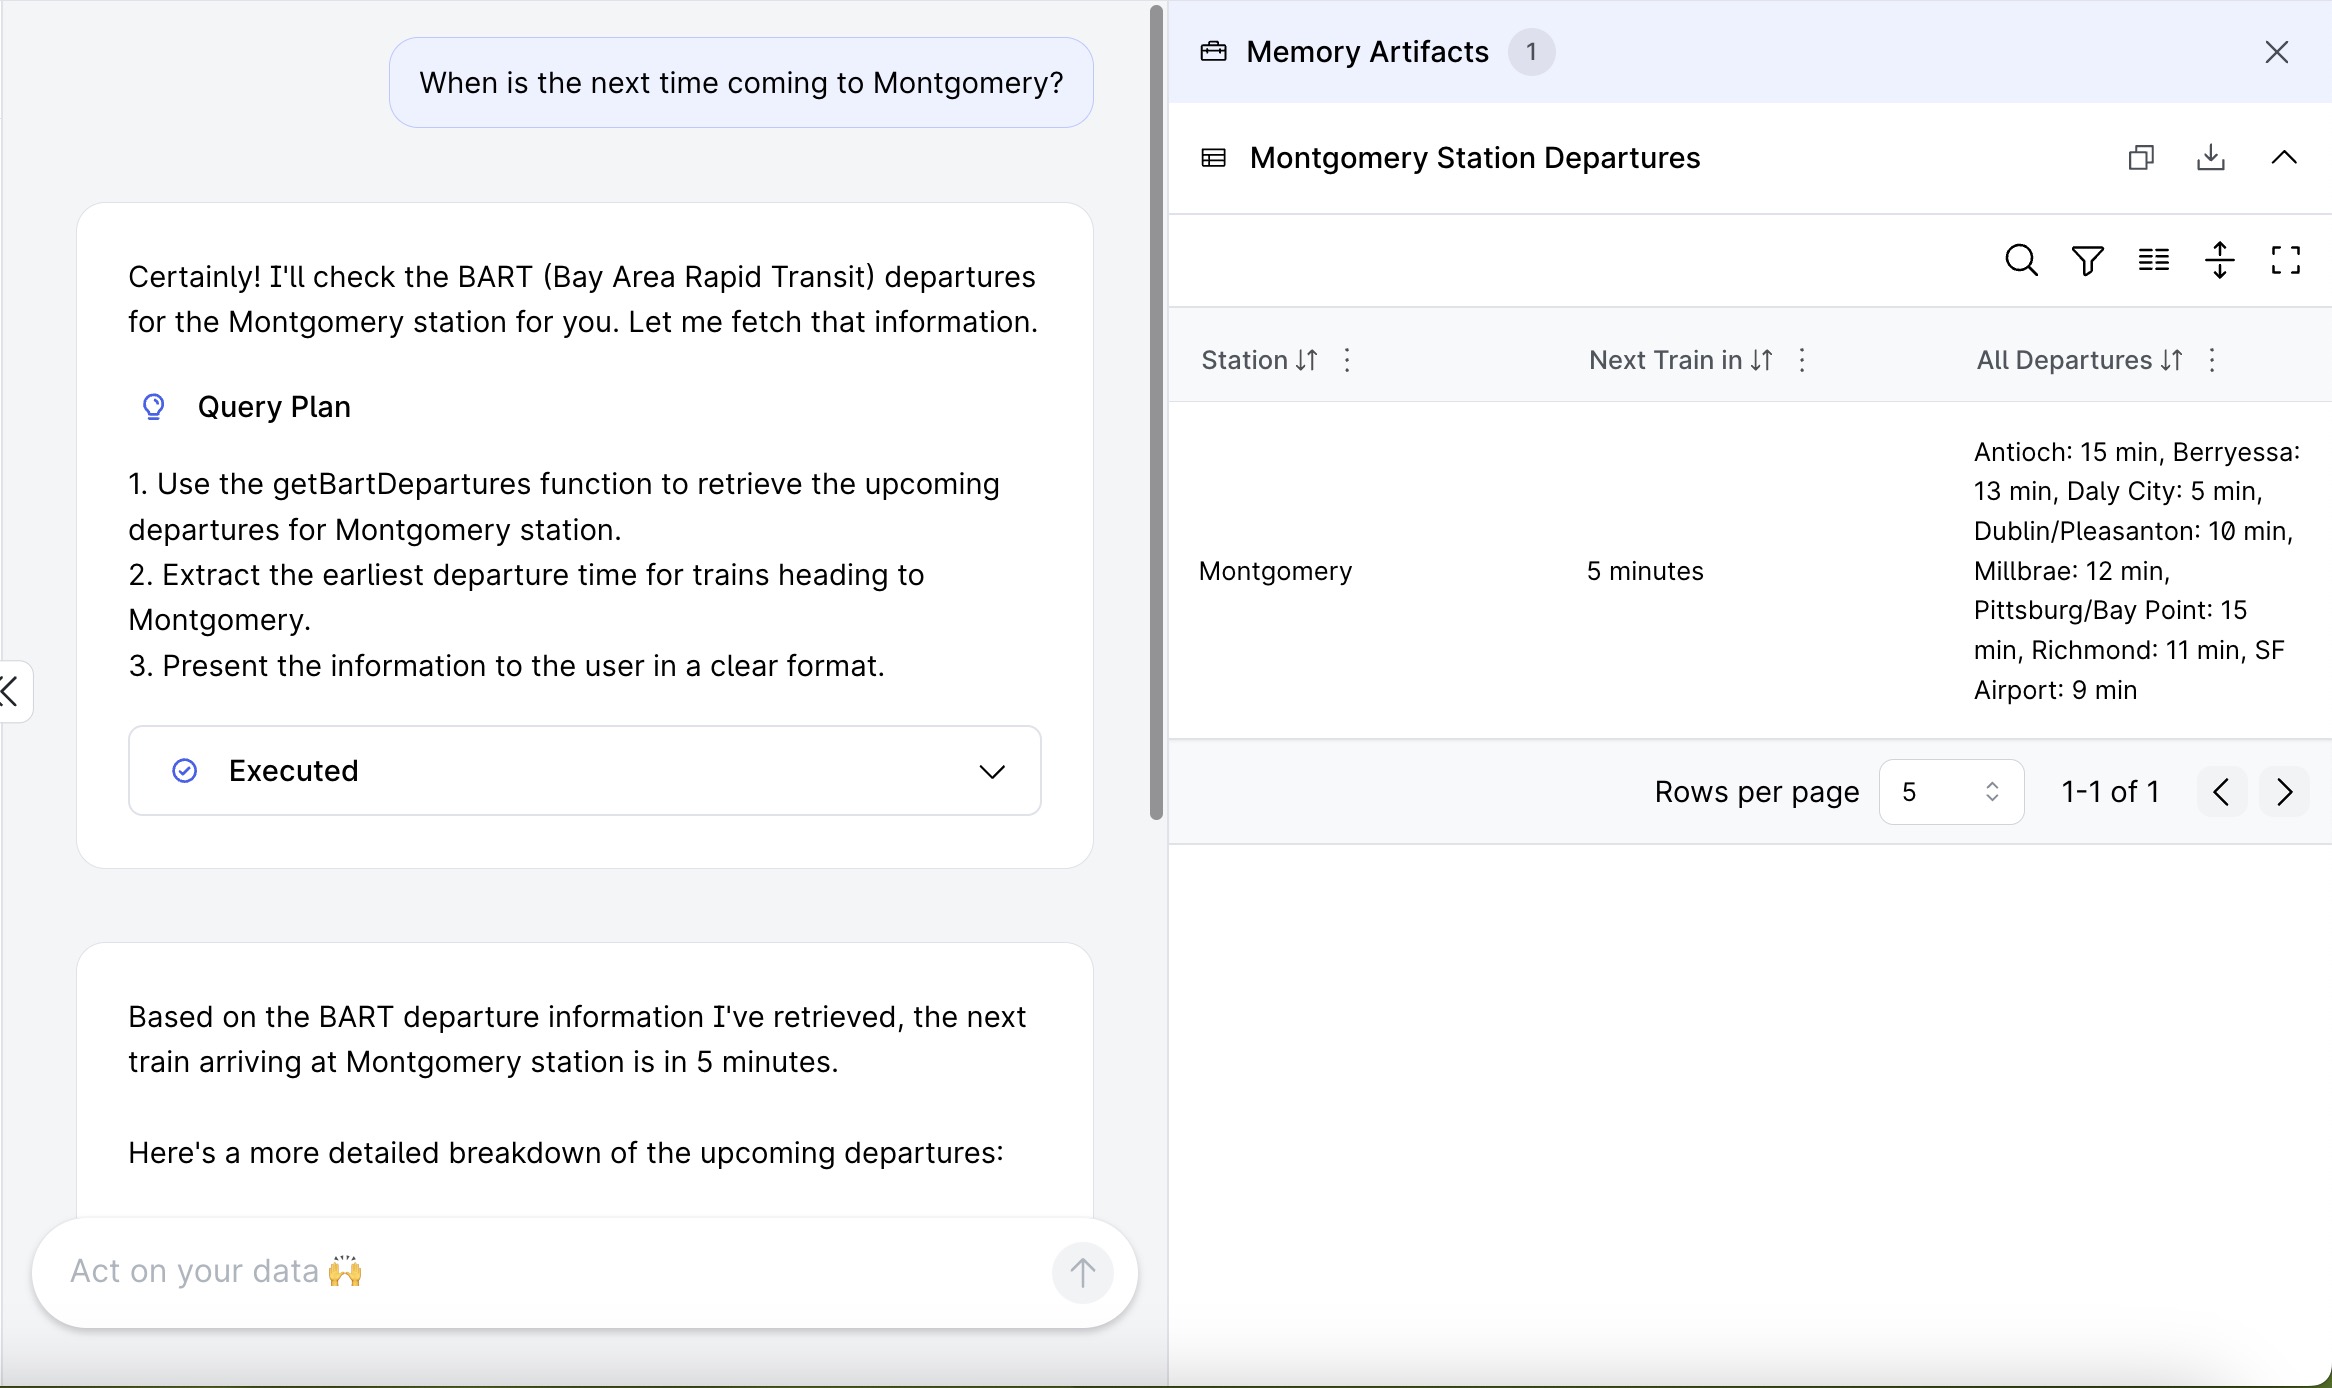 When is the next time coming to Montgomery?
Certainly! I'll check the BART (Bay Area Rapid Transit) departures
for the Montgomery station for you. Let me fetch that information.
Query Plan
1. Use the getBartDepartures function to retrieve the upcoming
departures for Montgomery station.
2. Extract the earliest departure time for trains heading to
Montgomery.
3. Present the information to the user in a clear format.
Executed
Based on the BART departure information I've retrieved, the next
train arriving at Montgomery station is in 5 minutes.
Here's a more detailed breakdown of the upcoming departures:
Act on your data 🙌
Memory Artifacts 1
Montgomery Station Departures
Station Next Train in All Departures
Montgomery
5 minutes
Antioch: 15 min, Berryessa:
13 min, Daly City: 5 min,
Dublin/Pleasanton: 10 min,
Millbrae: 12 min,
Pittsburg/Bay Point: 15
min, Richmond: 11 min, SF
Airport: 9 min
Rows per page 5 1-1 of 1